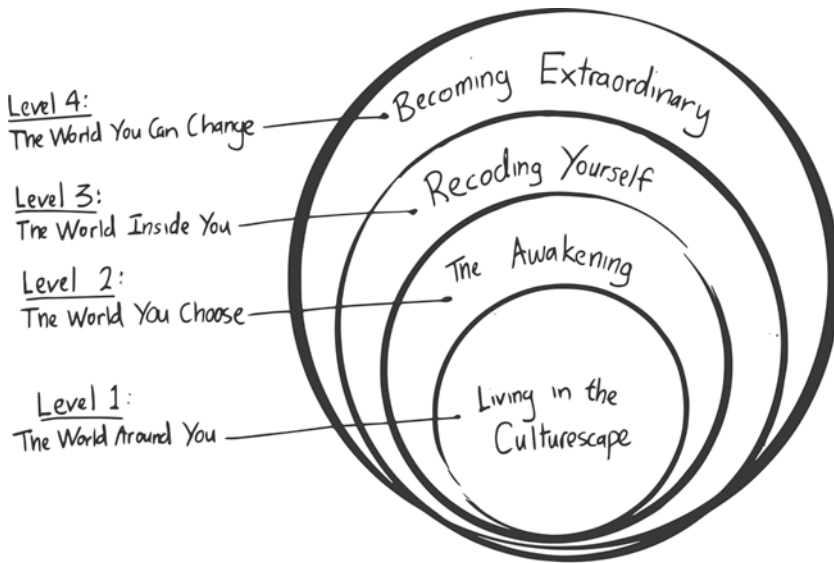 Level 4:
The World You Can Change
Becoming Extraordinary
Level 3:
The World Inside You
Recoding Yourself
Level 2:
The World You Choose
The Awakening
Level 1:
The World Around You
Living in the
Culturescape